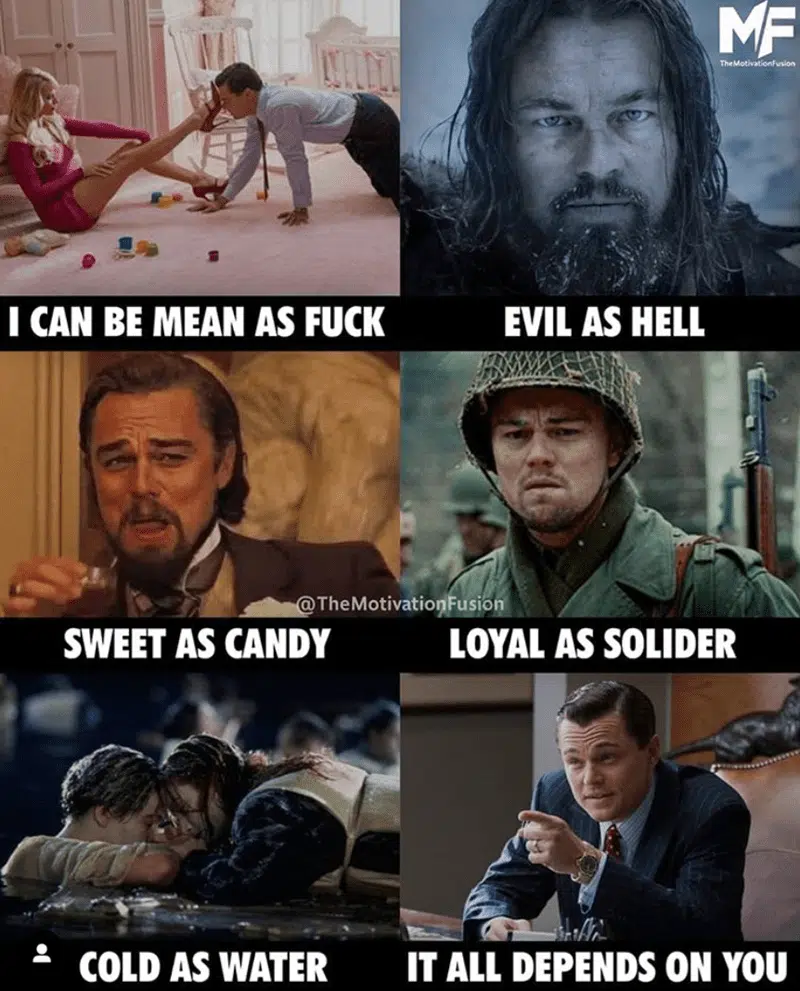 MF
TheMotivationFusion
I CAN BE MEAN AS FUCK
EVIL AS HELL
@TheMotivationFusion
SWEET AS CANDY
LOYAL AS SOLIDER
COLD AS WATER
IT ALL DEPENDS ON YOU